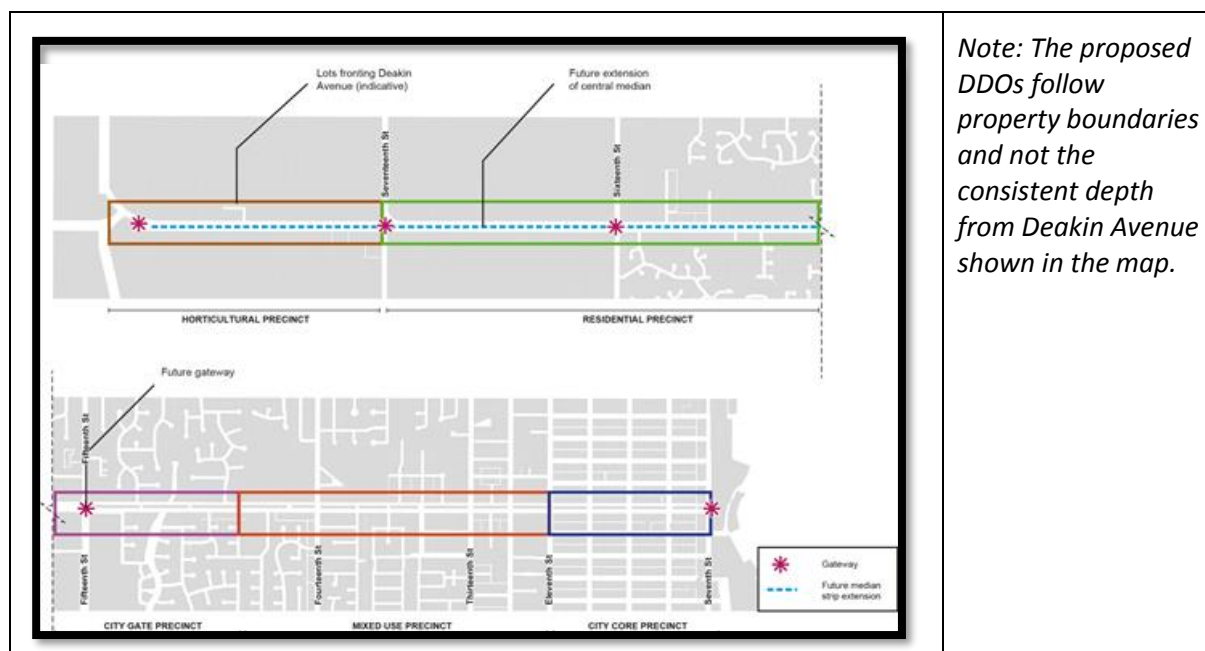 Lots fronting Deakin
Avenue (indicative)
Future extension
of central median
Seventeenth St
Sixteenth St
HORTICULTURAL PRECINCT
RESIDENTIAL PRECINCT
Future gateway
Fifteenth St
Fifteenth St
Fourteenth St
Thirteenth St
Eleventh St
Seventh St
Gateway
Future median
strip extension
CITY GATE PRECINCT
MIXED USE PRECINCT
CITY CORE PRECINCT
Note: The proposed
DDOs follow
property boundaries
and not the
consistent depth
from Deakin Avenue
shown in the map.